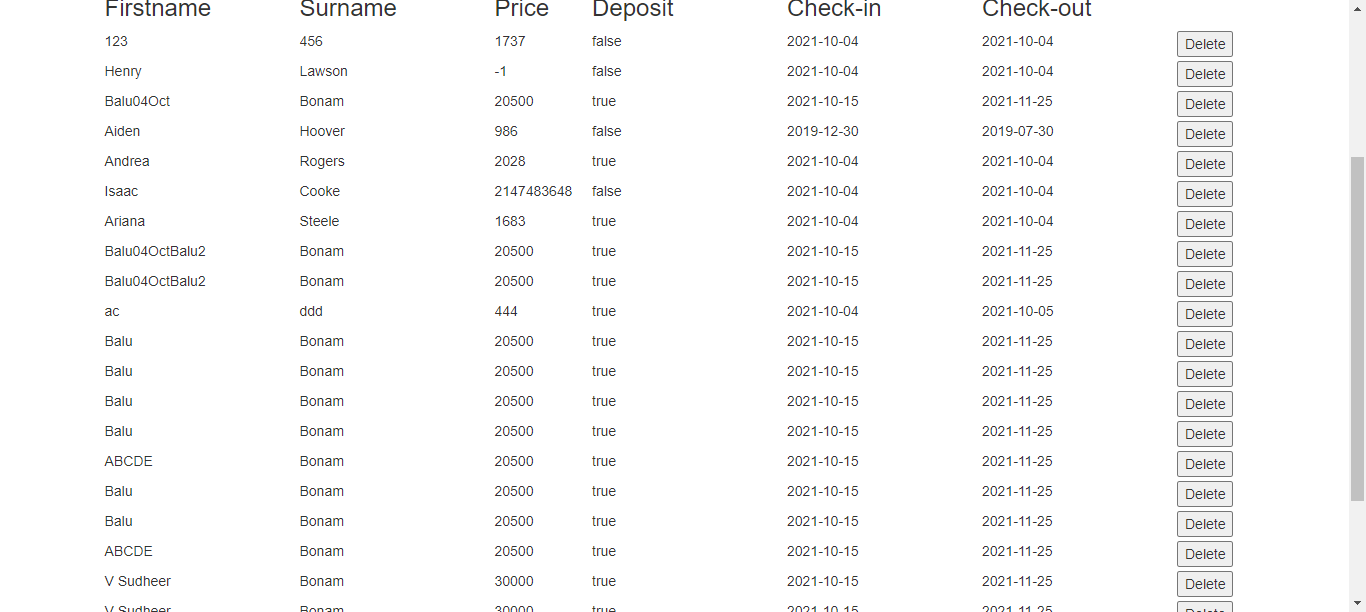 Firstname Surname Price Deposit Check-in Check-out
123 456 1737 false 2021-10-04 2021-10-04 Delete
Henry Lawson -1 false 2021-10-04 2021-10-04 Delete
Balu04Oct Bonam 20500 true 2021-10-15 2021-11-25 Delete
Aiden Hoover 986 false 2019-12-30 2019-07-30 Delete
Andrea Rogers 2028 true 2021-10-04 2021-10-04 Delete
Isaac Cooke 2147483648 false 2021-10-04 2021-10-04 Delete
Ariana Steele 1683 true 2021-10-04 2021-10-04 Delete
Balu04OctBalu2 Bonam 20500 true 2021-10-15 2021-11-25 Delete
Balu04OctBalu2 Bonam 20500 true 2021-10-15 2021-11-25 Delete
ac ddd 444 true 2021-10-04 2021-10-05 Delete
Balu Bonam 20500 true 2021-10-15 2021-11-25 Delete
Balu Bonam 20500 true 2021-10-15 2021-11-25 Delete
Balu Bonam 20500 true 2021-10-15 2021-11-25 Delete
Balu Bonam 20500 true 2021-10-15 2021-11-25 Delete
ABCDE Bonam 20500 true 2021-10-15 2021-11-25 Delete
Balu Bonam 20500 true 2021-10-15 2021-11-25 Delete
Balu Bonam 20500 true 2021-10-15 2021-11-25 Delete
ABCDE Bonam 20500 true 2021-10-15 2021-11-25 Delete
V Sudheer Bonam 30000 true 2021-10-15 2021-11-25 Delete
V Sudheer Bonam 30000 true 2021-10-15 2021-11-25 Delete